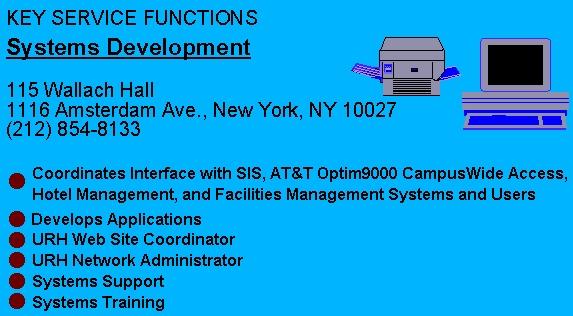 KEY SERVICE FUNCTIONS
Systems Development
115 Wallach Hall
1116 Amsterdam Ave., New York, NY 10027
(212) 854-8133
Coordinates Interface with SIS, AT&T Optim9000 CampusWide Access,
Hotel Management, and Facilities Management Systems and Users
Develops Applications
URH Web Site Coordinator
URH Network Administrator
Systems Support
Systems Training